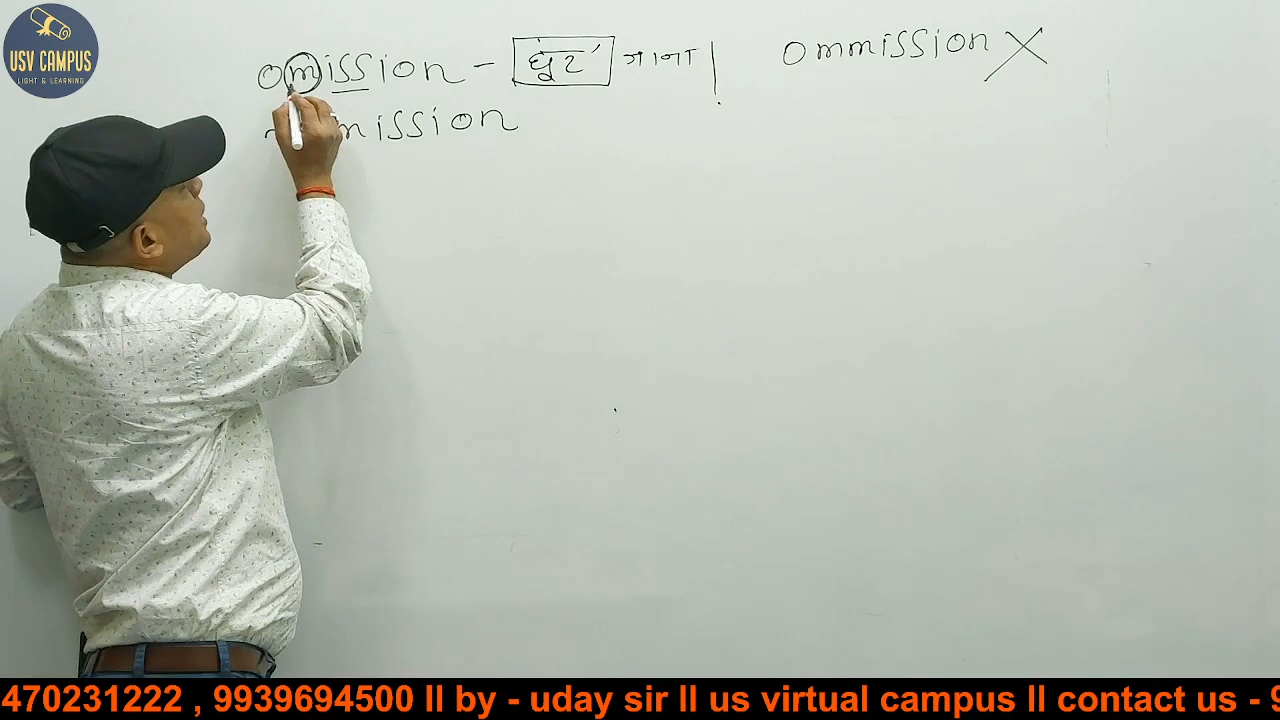 USV CAMPUS
LIGHT & LEARNING
omission - छूट जाना | ommission X
mission
470231222 , 9939694500 ll by - uday sir ll us virtual campus ll contact us - 9